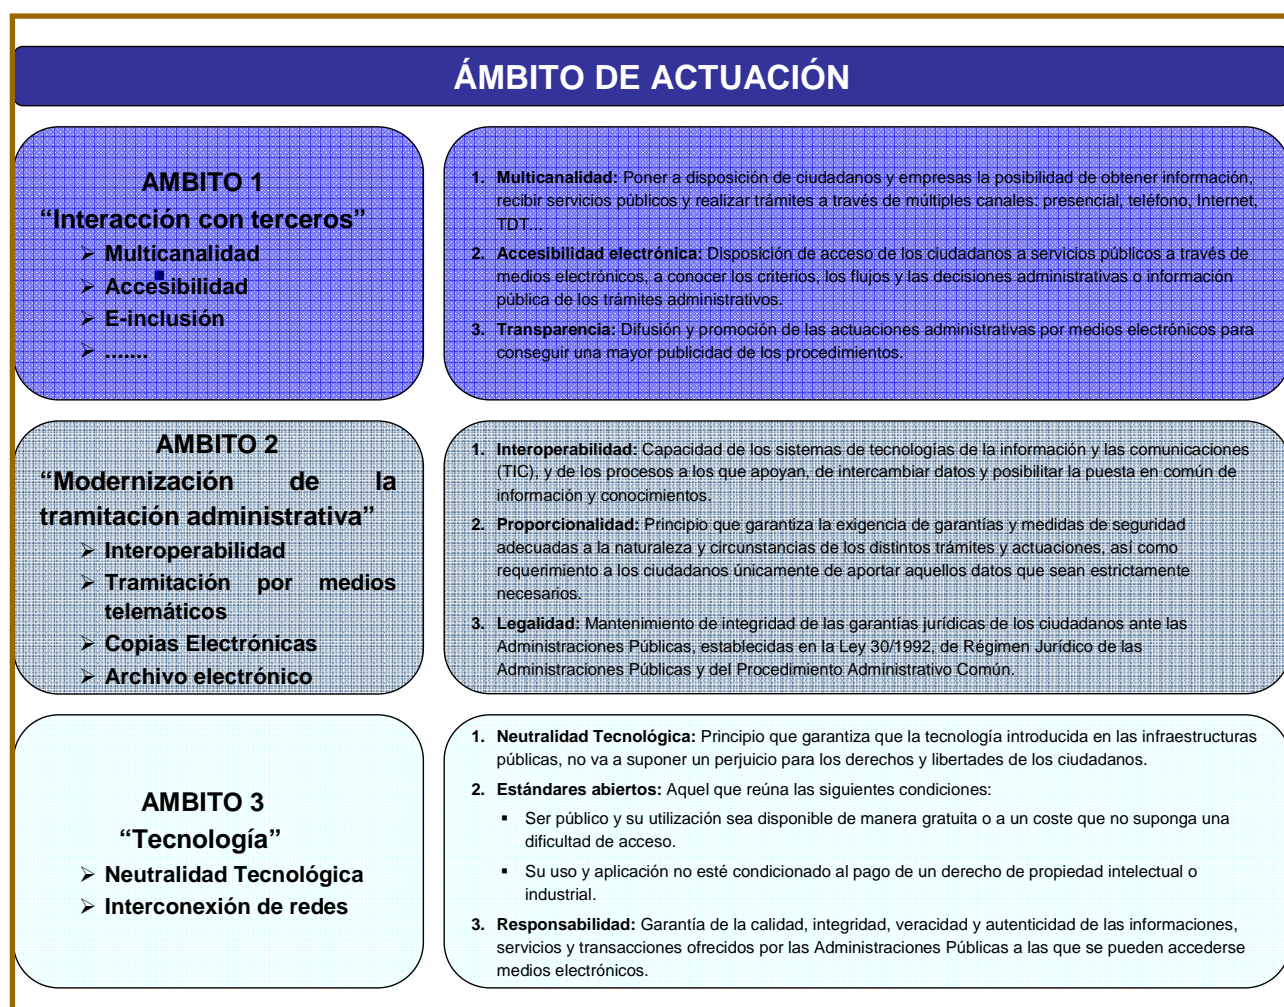 ÁMBITO DE ACTUACIÓN
AMBITO 1
“Interacción con terceros”
➢ Multicanalidad
➢ Accesibilidad
➢ E-inclusión
➢ .......
1. Multicanalidad: Poner a disposición de ciudadanos y empresas la posibilidad de obtener información,
recibir servicios públicos y realizar trámites a través de múltiples canales: presencial, teléfono, Internet,
TDT...
2. Accesibilidad electrónica: Disposición de acceso de los ciudadanos a servicios públicos a través de
medios electrónicos, a conocer los criterios, los flujos y las decisiones administrativas o información
pública de los trámites administrativos.
3. Transparencia: Difusión y promoción de las actuaciones administrativas por medios electrónicos para
conseguir una mayor publicidad de los procedimientos.
AMBITO 2
“Modernización de la
tramitación administrativa”
➢ Interoperabilidad
➢ Tramitación por medios
telemáticos
➢ Copias Electrónicas
➢ Archivo electrónico
1. Interoperabilidad: Capacidad de los sistemas de tecnologías de la información y las comunicaciones
(TIC), y de los procesos a los que apoyan, de intercambiar datos y posibilitar la puesta en común de
información y conocimientos.
2. Proporcionalidad: Principio que garantiza la exigencia de garantías y medidas de seguridad
adecuadas a la naturaleza y circunstancias de los distintos trámites y actuaciones, así como
requerimiento a los ciudadanos únicamente de aportar aquellos datos que sean estrictamente
necesarios.
3. Legalidad: Mantenimiento de integridad de las garantías jurídicas de los ciudadanos ante las
Administraciones Públicas, establecidas en la Ley 30/1992, de Régimen Jurídico de las
Administraciones Públicas y del Procedimiento Administrativo Común.
AMBITO 3
“Tecnología”
➢ Neutralidad Tecnológica
➢ Interconexión de redes
1. Neutralidad Tecnológica: Principio que garantiza que la tecnología introducida en las infraestructuras
públicas, no va a suponer un perjuicio para los derechos y libertades de los ciudadanos.
2. Estándares abiertos: Aquel que reúna las siguientes condiciones:
▪ Ser público y su utilización sea disponible de manera gratuita o a un coste que no suponga una
dificultad de acceso.
▪ Su uso y aplicación no esté condicionado al pago de un derecho de propiedad intelectual o
industrial.
3. Responsabilidad: Garantía de la calidad, integridad, veracidad y autenticidad de las informaciones,
servicios y transacciones ofrecidos por las Administraciones Públicas a las que se pueden accederse
medios electrónicos.